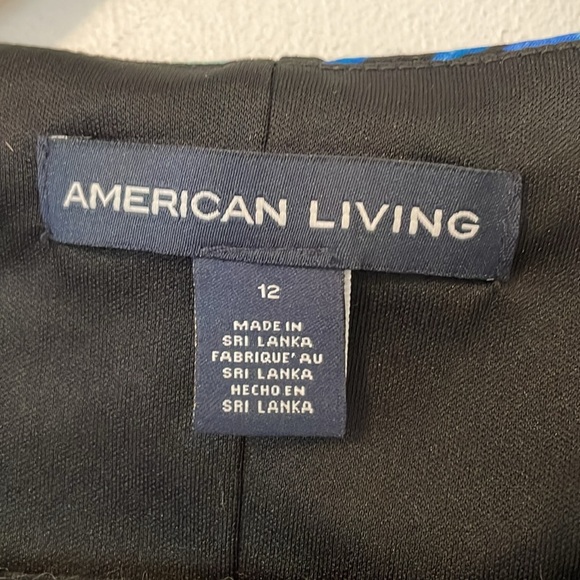 AMERICAN LIVING
12
MADE IN
SRI LANKA
FABRIQUE' AU
SRI LANKA
HECHO EN
SRI LANKA